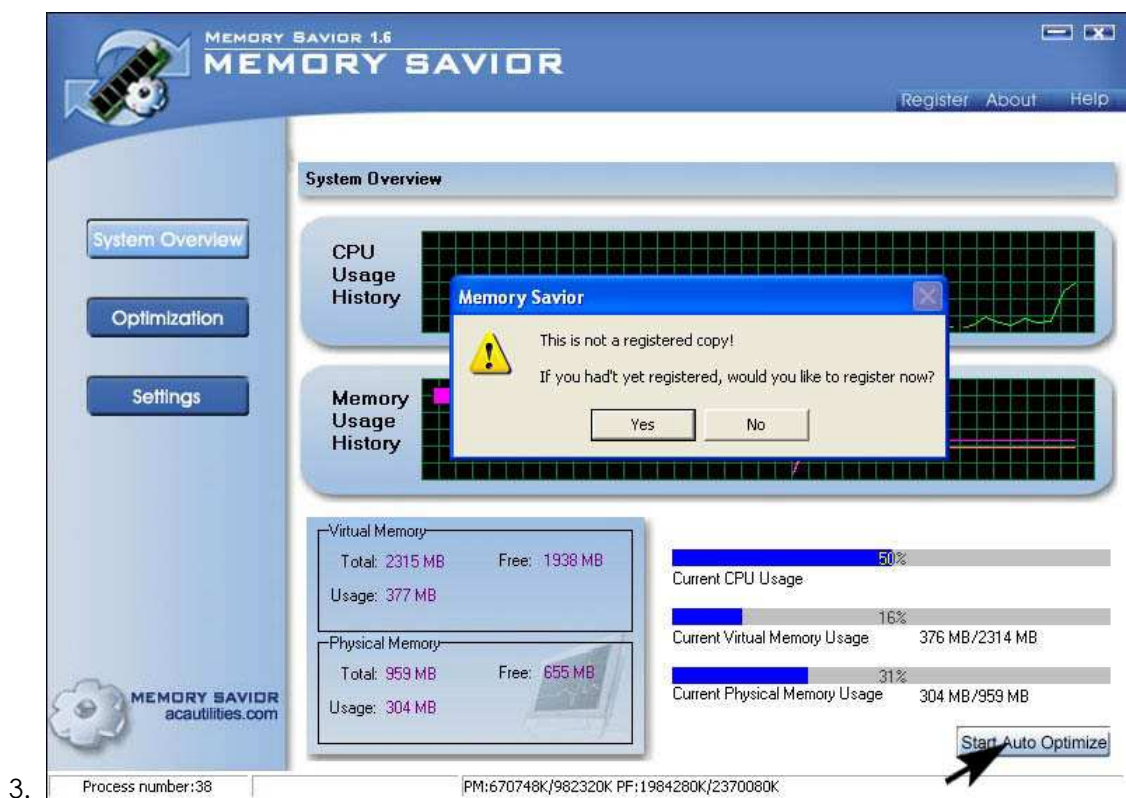 MEMORY SAVIOR 1.6
MEMORY SAVIOR
Register About Help
System Overview
System Overview
Optimization
Settings
CPU
Usage
History
Memory Savior
This is not a registered copy!
If you had't yet registered, would you like to register now?
Yes No
Memory
Usage
History
Virtual Memory
Total: 2315 MB Free: 1938 MB
Usage: 377 MB
Physical Memory
Total: 959 MB Free: 655 MB
Usage: 304 MB
50%
Current CPU Usage
16%
Current Virtual Memory Usage 376 MB/2314 MB
31%
Current Physical Memory Usage 304 MB/959 MB
MEMORY SAVIOR
acautilities.com
Start Auto Optimize
3.
Process number:38 PM:670748K/982320K PF:1984280K/2370080K